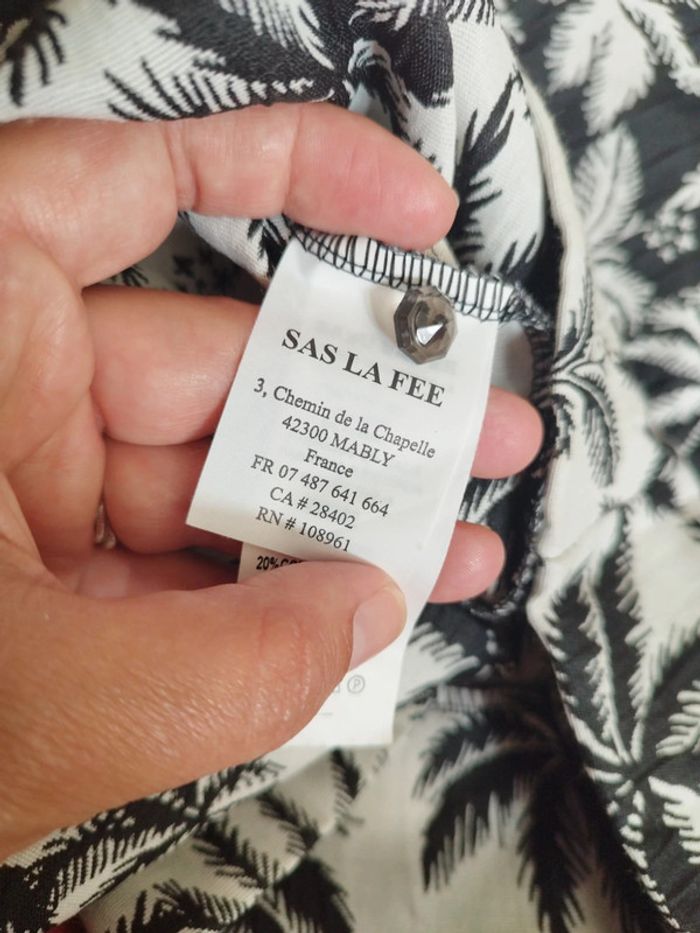 SAS LA FEE
3, Chemin de la Chapelle
42300 MABLY
France
FR 07 487 641 664
CA # 28402
RN # 108961
20%
Ⓟ